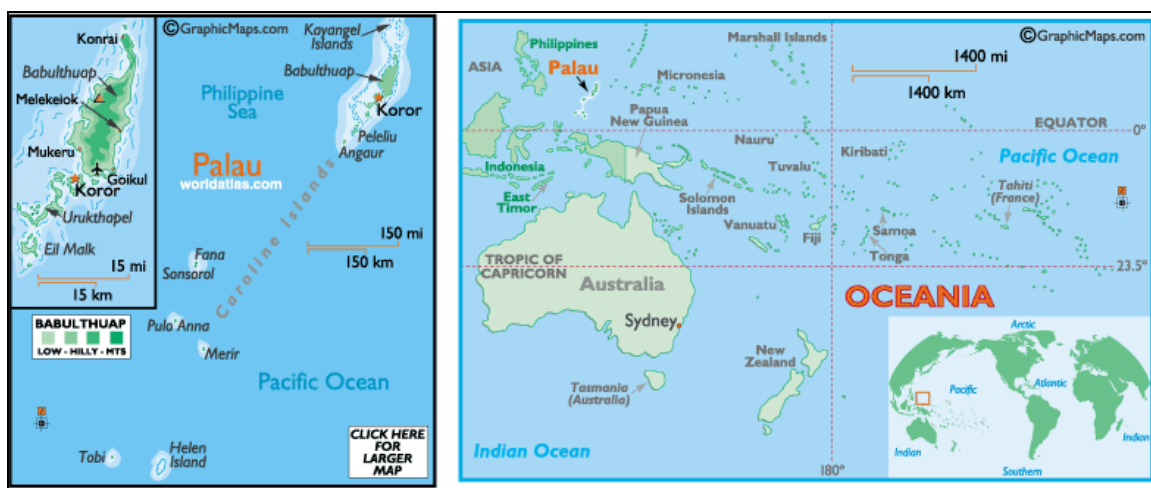 ©GraphicMaps.com
Konrai
Babulthuap
Melekeiok
Mukeru
Goikul
Koror
Urukthapel
Eil Malk
15 mi
15 km
Kayangel
Islands
Babulthuap
Koror
Peleliu
Angaur
Philippine
Sea
Palau
worldatlas.com
Caroline Islands
150 mi
150 km
Fana
Sonsorol
BABULTHUAP
LOW - HILLY - MTS
Pulo Anna
Merir
Pacific Ocean
N
Tobi
Helen
Island
CLICK HERE
FOR
LARGER
MAP
Philippines
Marshall Islands
©GraphicMaps.com
ASIA
Palau
Micronesia
1400 mi
1400 km
Papua
New Guinea
EQUATOR
0°
Nauru
Kiribati
Pacific Ocean
Indonesia
Tuvalu
East
Timor
Solomon
Islands
Tahiti
(France)
N
Vanuatu
Fiji
Samoa
Tonga
TROPIC OF
CAPRICORN
23.5°
Australia
OCEANIA
Sydney
New
Zealand
Tasmania
(Australia)
Indian Ocean
180°
Arctic
Pacific
Atlantic
Indian
Indian
Southern